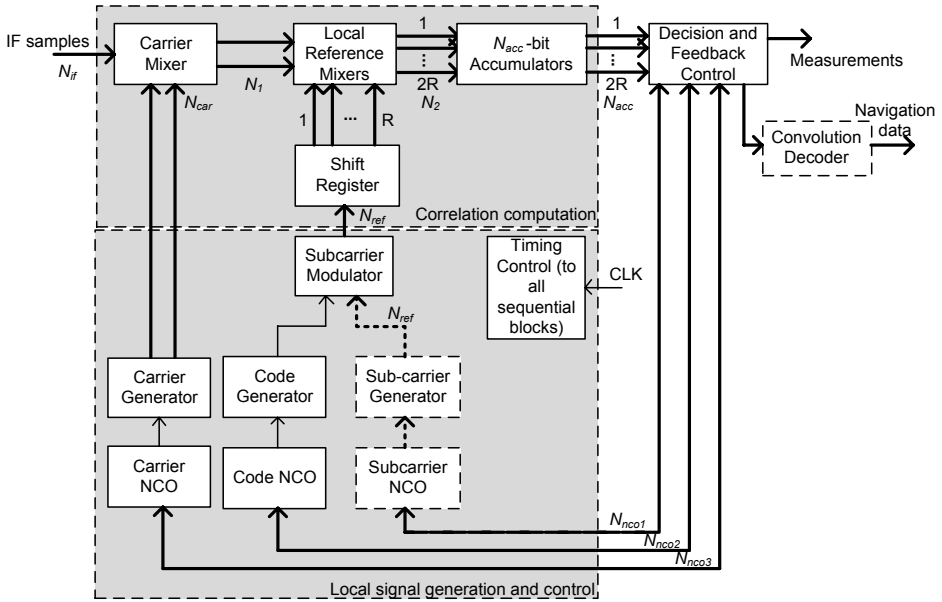 IF samples
N_if
Carrier
Mixer
N_1
N_car
Local
Reference
Mixers
1
...
2R
N_2
N_acc-bit
Accumulators
1
...
2R
N_acc
Decision and
Feedback
Control
Measurements
Navigation
data
Convolution
Decoder
1
...
R
Shift
Register
N_ref
Correlation computation
Subcarrier
Modulator
Timing
Control (to
all
sequential
blocks)
CLK
N_ref
Carrier
Generator
Code
Generator
Sub-carrier
Generator
Carrier
NCO
Code NCO
Subcarrier
NCO
N_nco1
N_nco2
N_nco3
Local signal generation and control